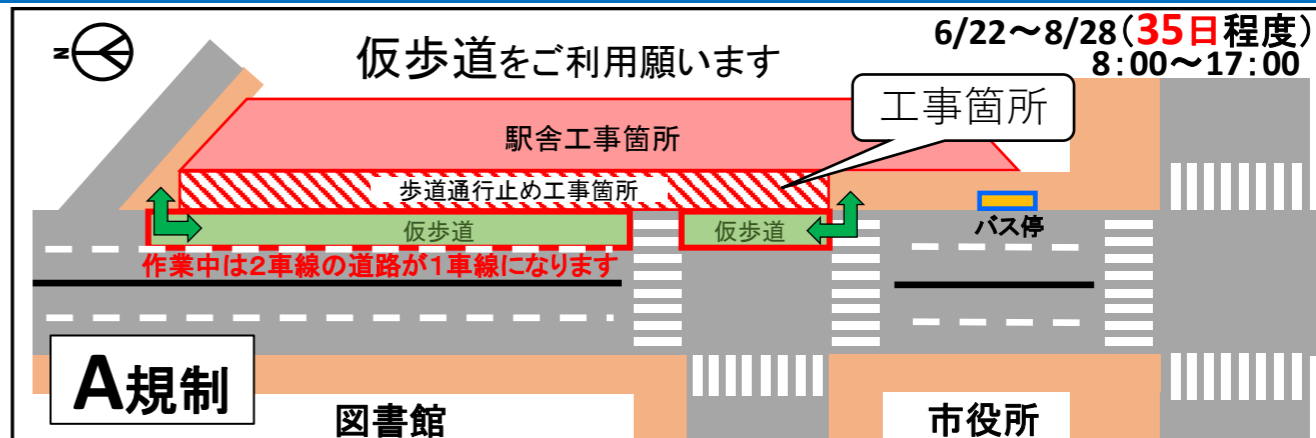 N
仮歩道をご利用願います
6/22～8/28(35日程度)
8:00～17:00
工事箇所
駅舎工事箇所
歩道通行止め工事箇所
仮歩道
仮歩道
バス停
作業中は2車線の道路が1車線になります
A規制
図書館
市役所